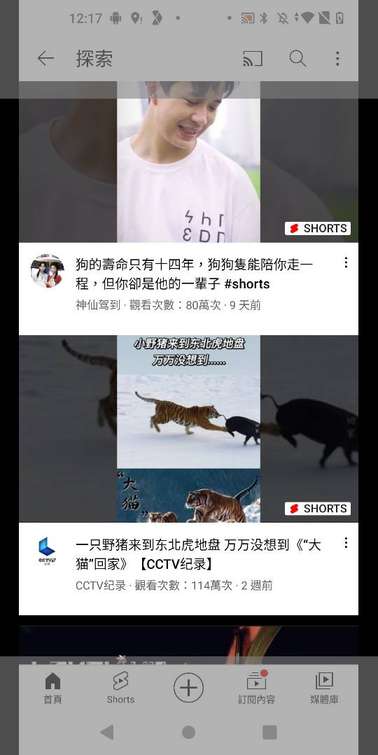 12:17
探索
SHORTS
狗的壽命只有十四年，狗狗隻能陪你走一
程，但你卻是他的一輩子 #shorts
神仙驾到 · 觀看次數：80萬次 · 9 天前
小野猪来到东北虎地盘
万万没想到……
“大
猫”
SHORTS
一只野猪来到东北虎地盘 万万没想到《“大
猫”回家》【CCTV纪录】
CCTV纪录 · 觀看次數：114萬次 · 2 週前
首頁
Shorts
訂閱內容
媒體庫